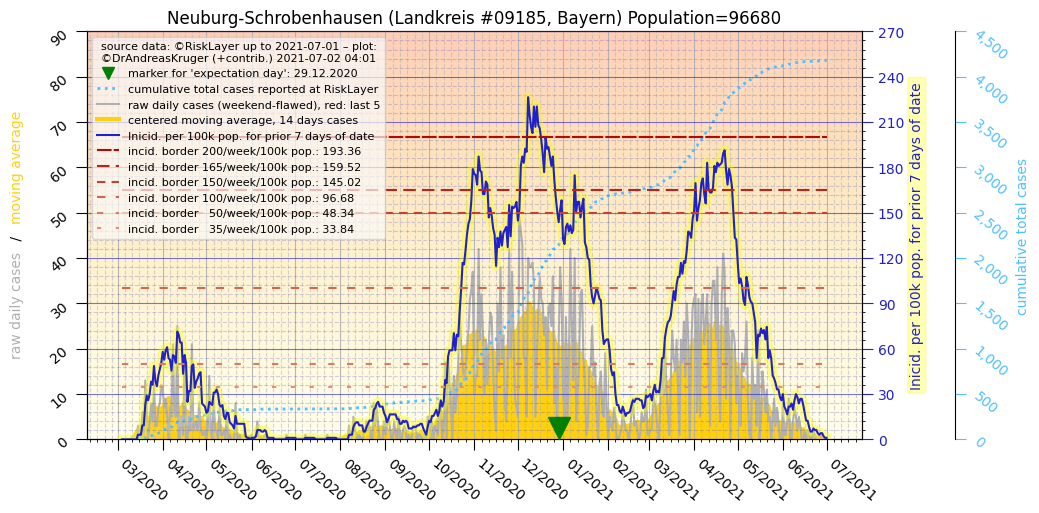 Neuburg-Schrobenhausen (Landkreis #09185, Bayern) Population=96680
source data: ©RiskLayer up to 2021-07-01 – plot:
©DrAndreasKruger (+contrib.) 2021-07-02 04:01
marker for 'expectation day': 29.12.2020
cumulative total cases reported at RiskLayer
raw daily cases (weekend-flawed), red: last 5
centered moving average, 14 days cases
Inicid. per 100k pop. for prior 7 days of date
incid. border 200/week/100k pop.: 193.36
incid. border 165/week/100k pop.: 159.52
incid. border 150/week/100k pop.: 145.02
incid. border 100/week/100k pop.: 96.68
incid. border 50/week/100k pop.: 48.34
incid. border 35/week/100k pop.: 33.84
raw daily cases / moving average
90
80
70
60
50
40
30
20
10
0
270
240
210
180
150
120
90
60
30
0
Inicid. per 100k pop. for prior 7 days of date
4,500
4,000
3,500
3,000
2,500
2,000
1,500
1,000
500
0
cumulative total cases
03/2020
04/2020
05/2020
06/2020
07/2020
08/2020
09/2020
10/2020
11/2020
12/2020
01/2021
02/2021
03/2021
04/2021
05/2021
06/2021
07/2021